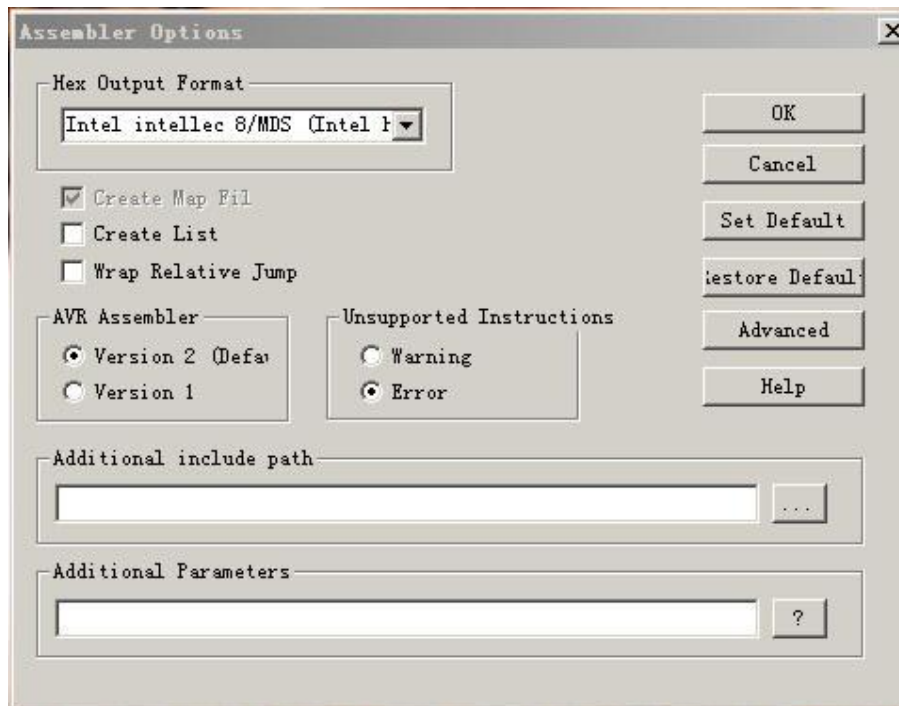 Assembler Options
Hex Output Format
Intel intellec 8/MDS (Intel
Create Map Fil
Create List
Wrap Relative Jump
AVR Assembler
Version 2 (Defau
Version 1
Unsupported Instructions
Warning
Error
OK
Cancel
Set Default
Restore Defaul
Advanced
Help
Additional include path
...
Additional Parameters
?